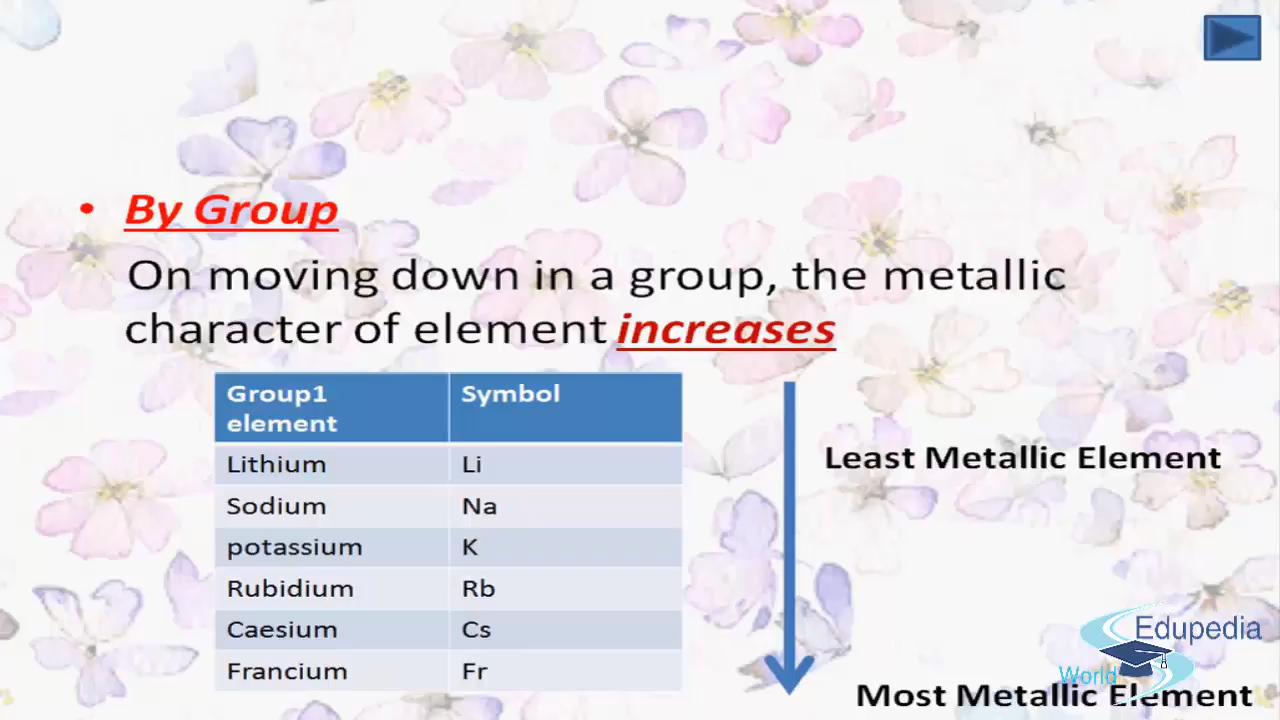 • By Group
On moving down in a group, the metallic
character of element increases
Group1 element Symbol
Lithium Li
Sodium Na
potassium K
Rubidium Rb
Caesium Cs
Francium Fr
Least Metallic Element
Edupedia
World
Most Metallic Element